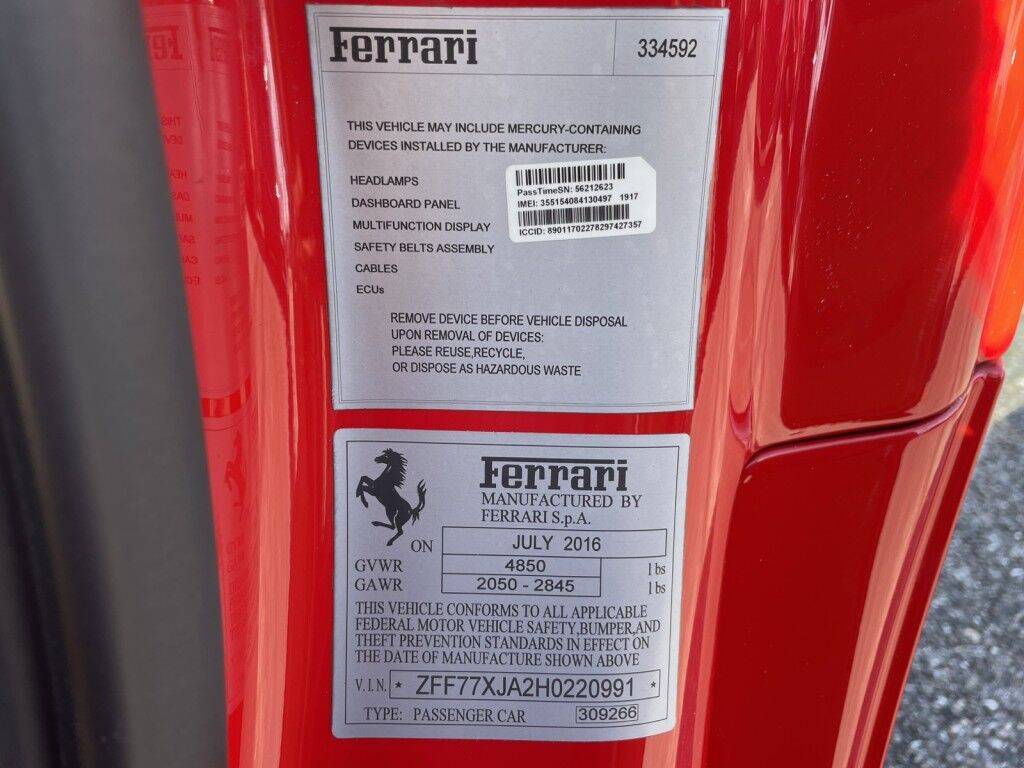 Ferrari 334592
THIS VEHICLE MAY INCLUDE MERCURY-CONTAINING
DEVICES INSTALLED BY THE MANUFACTURER:
HEADLAMPS
DASHBOARD PANEL
MULTIFUNCTION DISPLAY
SAFETY BELTS ASSEMBLY
CABLES
ECUs
PassTimeSN: 56212623
IMEI: 355154084130497 1917
ICCID: 89011702278297427357
REMOVE DEVICE BEFORE VEHICLE DISPOSAL
UPON REMOVAL OF DEVICES:
PLEASE REUSE,RECYCLE,
OR DISPOSE AS HAZARDOUS WASTE
Ferrari
MANUFACTURED BY
FERRARI S.p.A.
ON JULY 2016
GVWR 4850 lbs
GAWR 2050 - 2845 lbs
THIS VEHICLE CONFORMS TO ALL APPLICABLE
FEDERAL MOTOR VEHICLE SAFETY,BUMPER,AND
THEFT PREVENTION STANDARDS IN EFFECT ON
THE DATE OF MANUFACTURE SHOWN ABOVE
V.I.N. * ZFF77XJA2H0220991 *
TYPE: PASSENGER CAR 309266